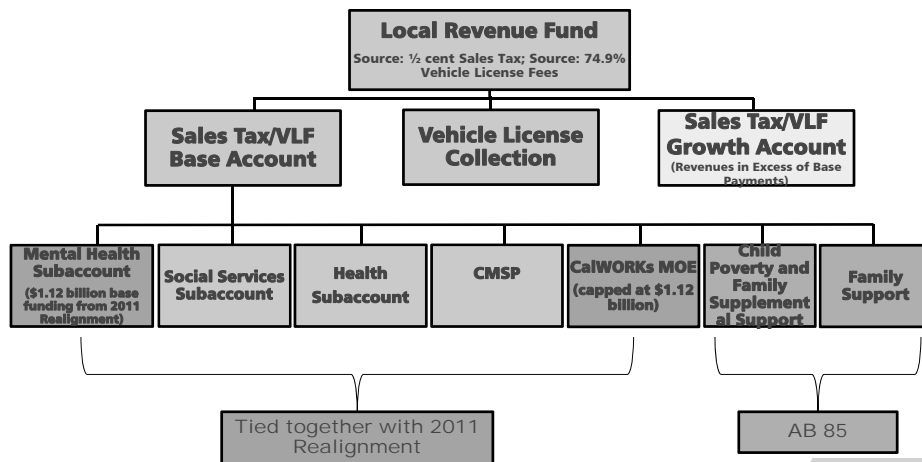 Local Revenue Fund
Source: ½ cent Sales Tax; Source: 74.9%
Vehicle License Fees
Sales Tax/VLF
Base Account
Vehicle License
Collection
Sales Tax/VLF
Growth Account
(Revenues in Excess of Base
Payments)
Mental Health
Subaccount
($1.12 billion base
funding from 2011
Realignment)
Social Services
Subaccount
Health
Subaccount
CMSP
CalWORKs MOE
(capped at $1.12
billion)
Child
Poverty and
Family
Supplement
al Support
Family
Support
Tied together with 2011
Realignment
AB 85